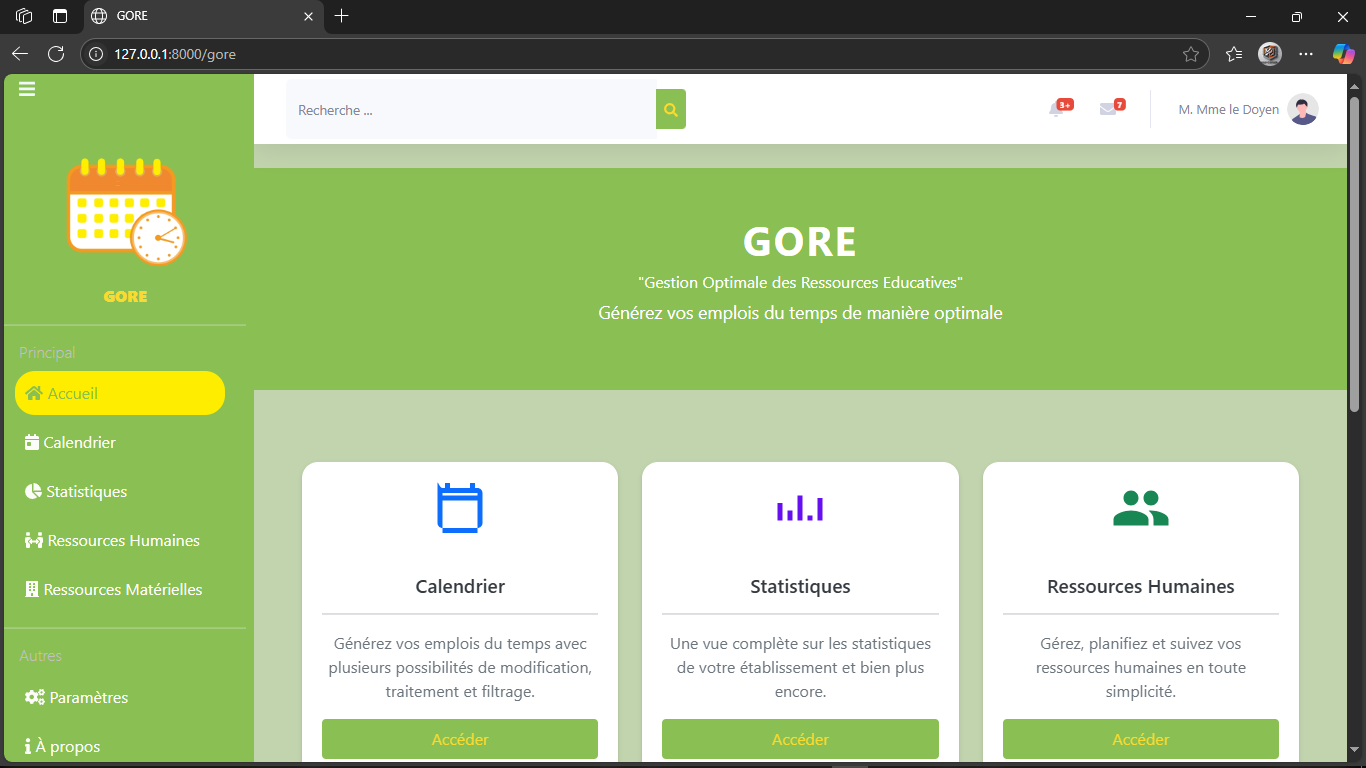 GORE
127.0.0.1:8000/gore
Recherche ...
3+
7
M. Mme le Doyen
GORE
Principal
Accueil
Calendrier
Statistiques
Ressources Humaines
Ressources Matérielles
Autres
Paramètres
À propos
GORE
"Gestion Optimale des Ressources Educatives"
Générez vos emplois du temps de manière optimale
Calendrier
Générez vos emplois du temps avec
plusieurs possibilités de modification,
traitement et filtrage.
Accéder
Statistiques
Une vue complète sur les statistiques
de votre établissement et bien plus
encore.
Accéder
Ressources Humaines
Gérez, planifiez et suivez vos
ressources humaines en toute
simplicité.
Accéder